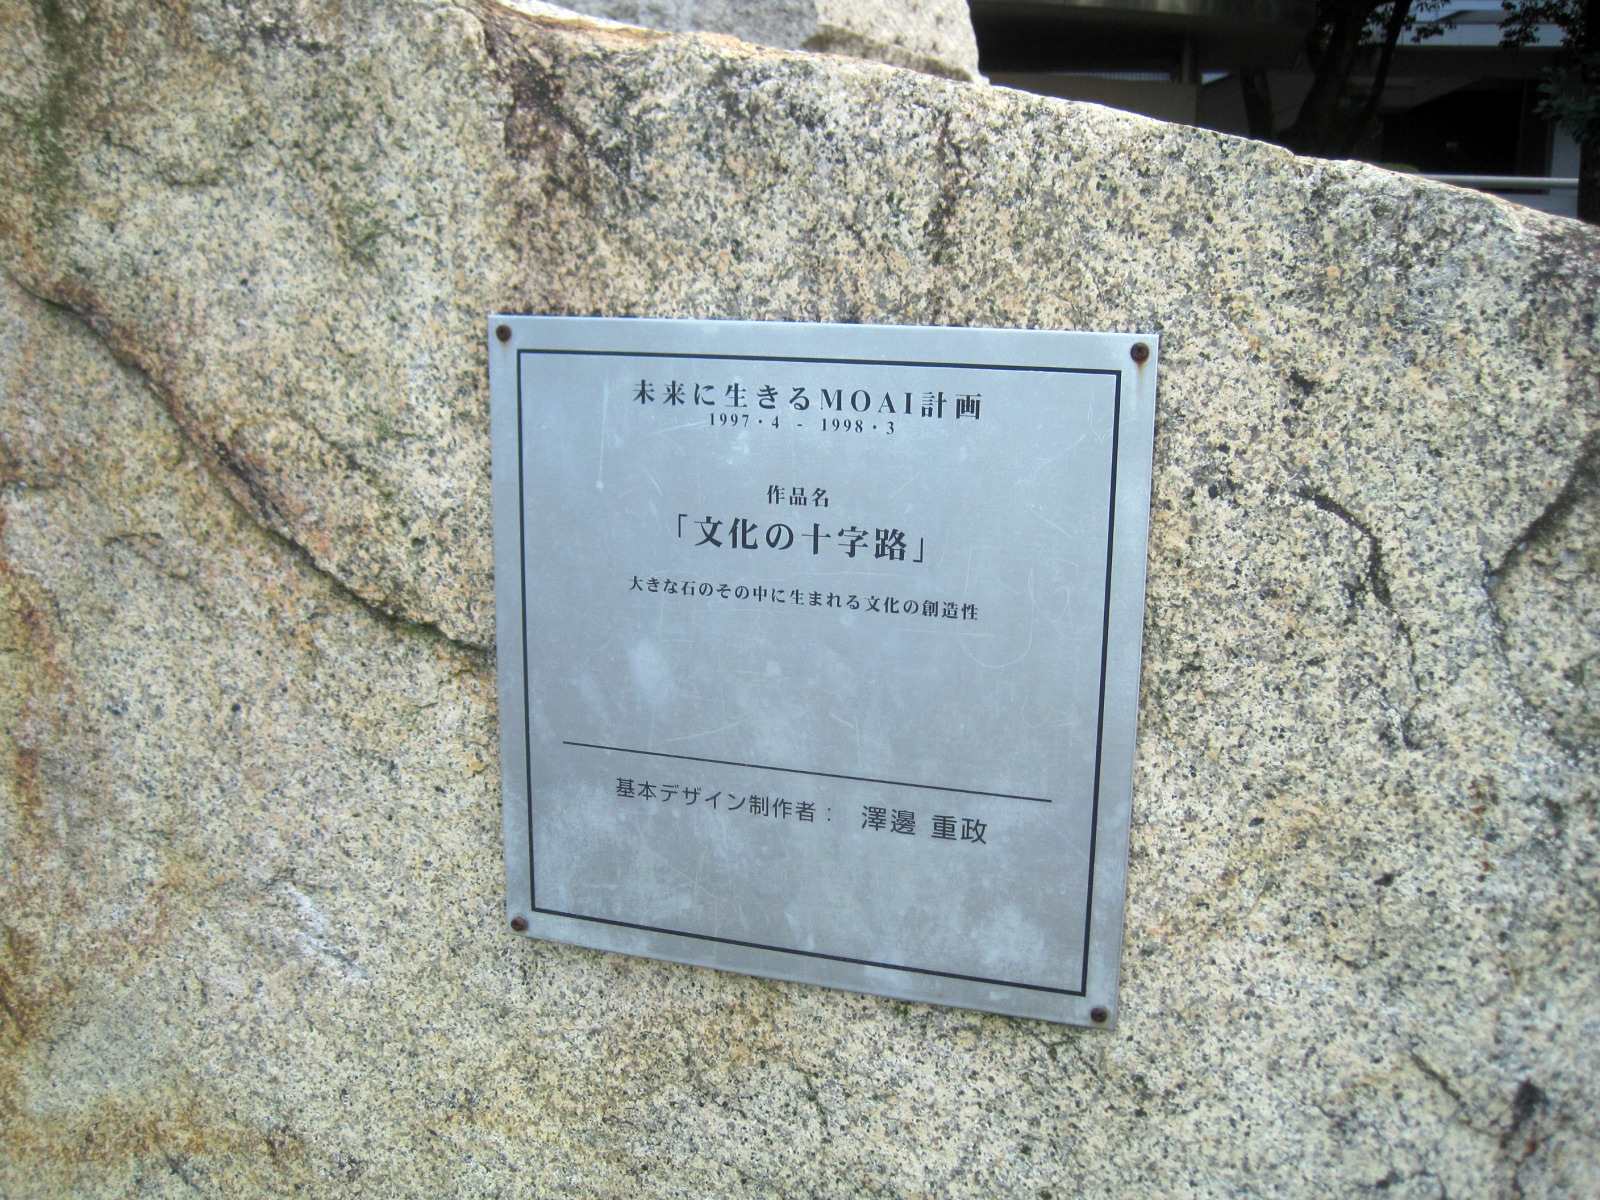 未来に生きるMOAI計画
1997・4 - 1998・3
作品名
「文化の十字路」
大きな石のその中に生まれる文化の創造性
基本デザイン制作者： 澤邊 重政